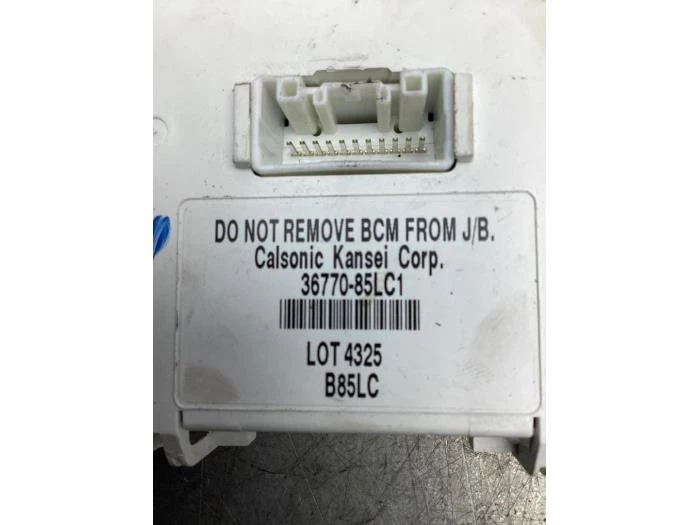 DO NOT REMOVE BCM FROM J/B.
Calsonic Kansei Corp.
36770-85LC1
LOT 4325
B85LC